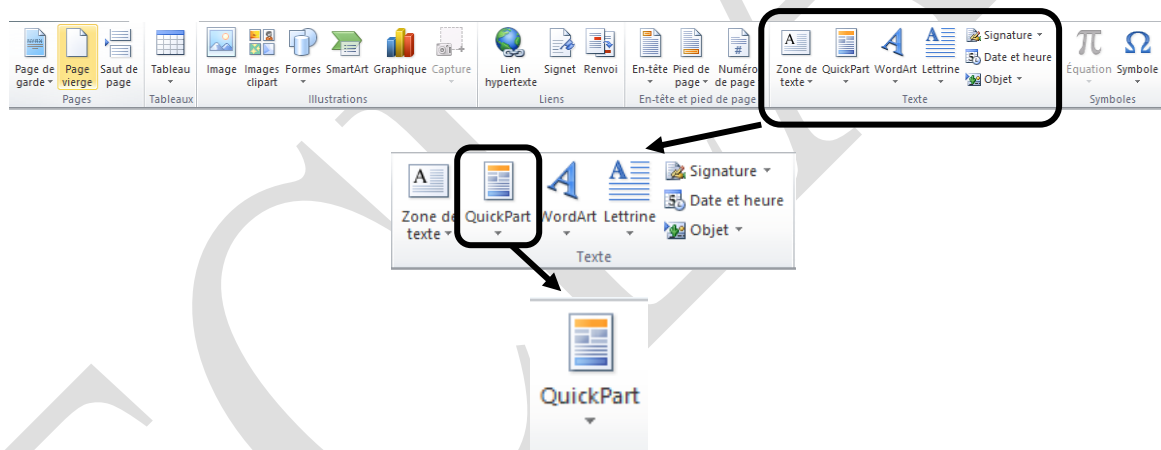 Page de garde
Page vierge
Saut de page
Pages
Tableau
Tableaux
Image
Images clipart
Formes
SmartArt
Graphique
Capture
Illustrations
Lien hypertexte
Signet
Renvoi
Liens
En-tête
Pied de page
Numéro de page
En-tête et pied de page
Zone de texte
QuickPart
WordArt
Lettrine
Signature
Date et heure
Objet
Texte
Équation
Symbole
Symboles
Zone de texte
QuickPart
WordArt
Lettrine
Signature
Date et heure
Objet
Texte
QuickPart